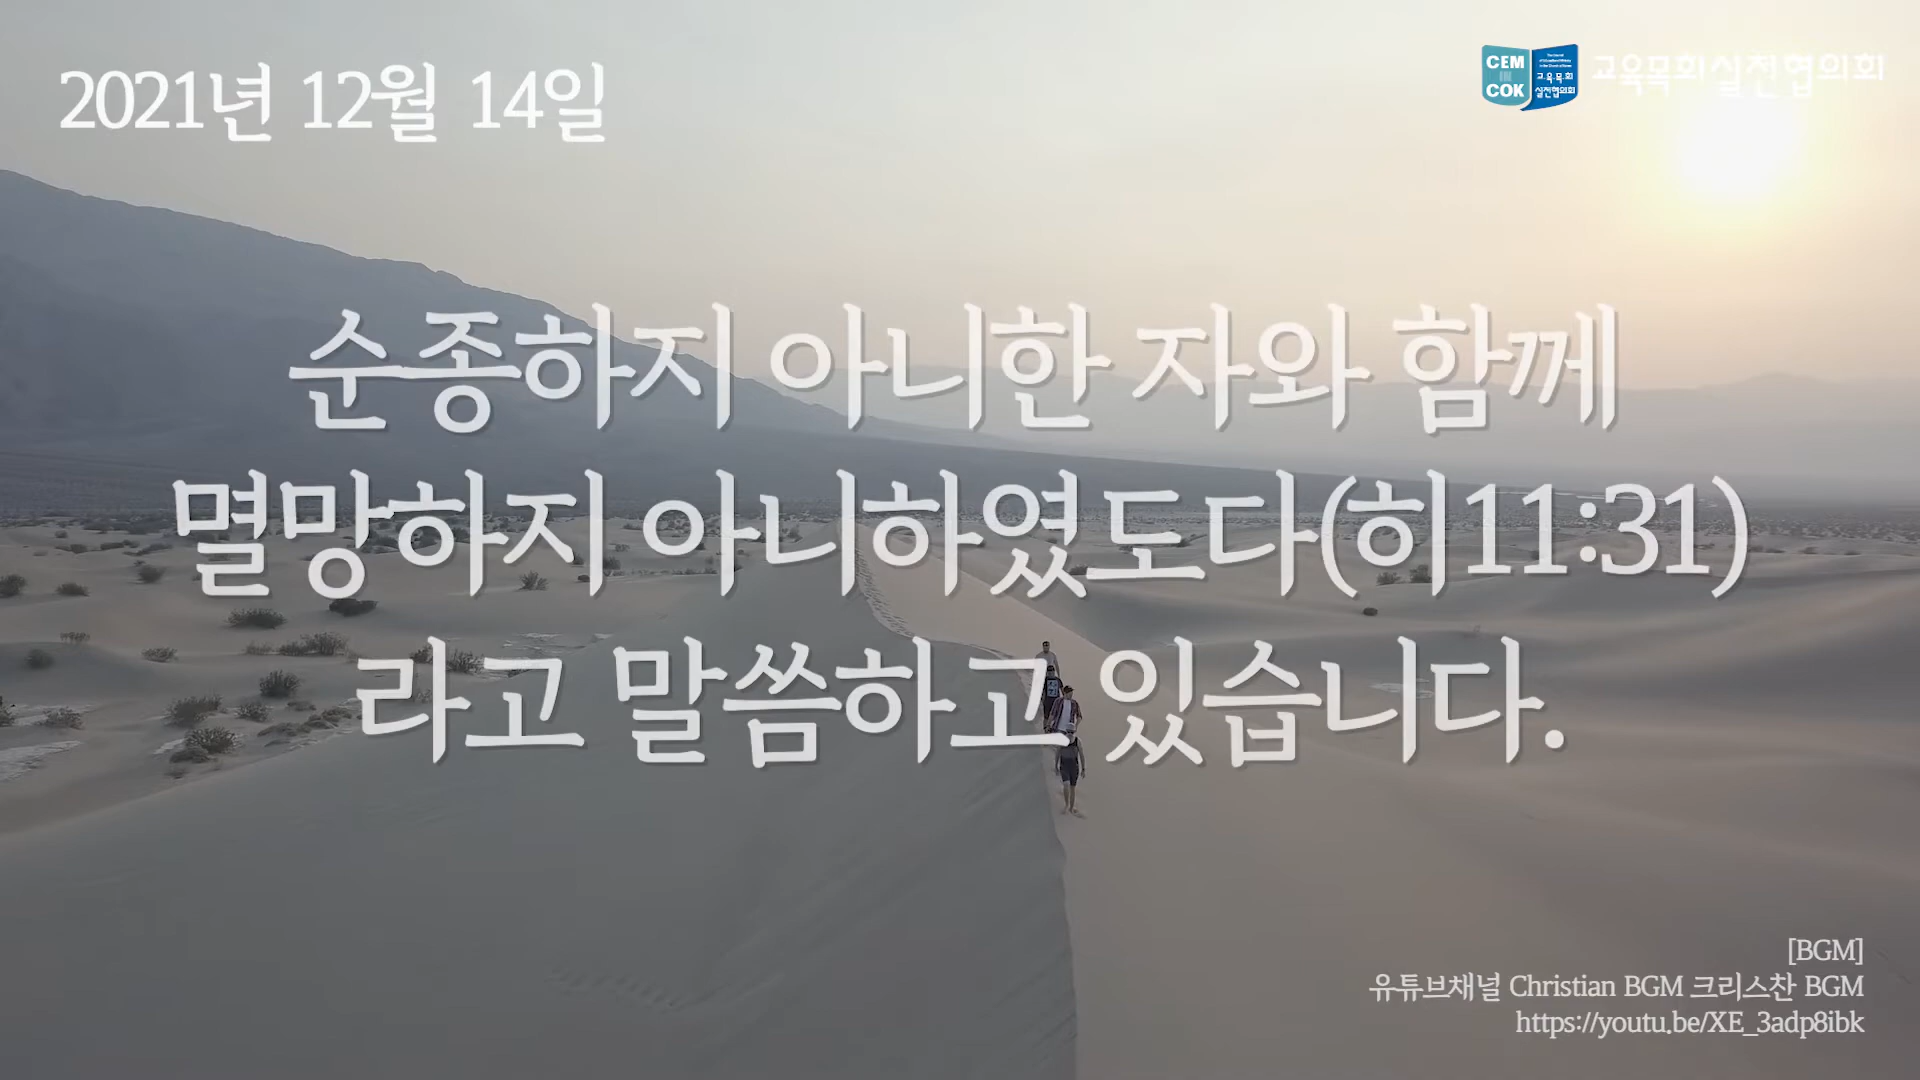 2021년 12월 14일
CEM
IN
COK
교육목회
실전협의회
교육목회실천협의회
순종하지 아니한 자와 함께
멸망하지 아니하였도다(히11:31)
라고 말씀하고 있습니다.
[BGM]
유튜브채널 Christian BGM 크리스찬 BGM
https://youtu.be/XE_3adp8ibk